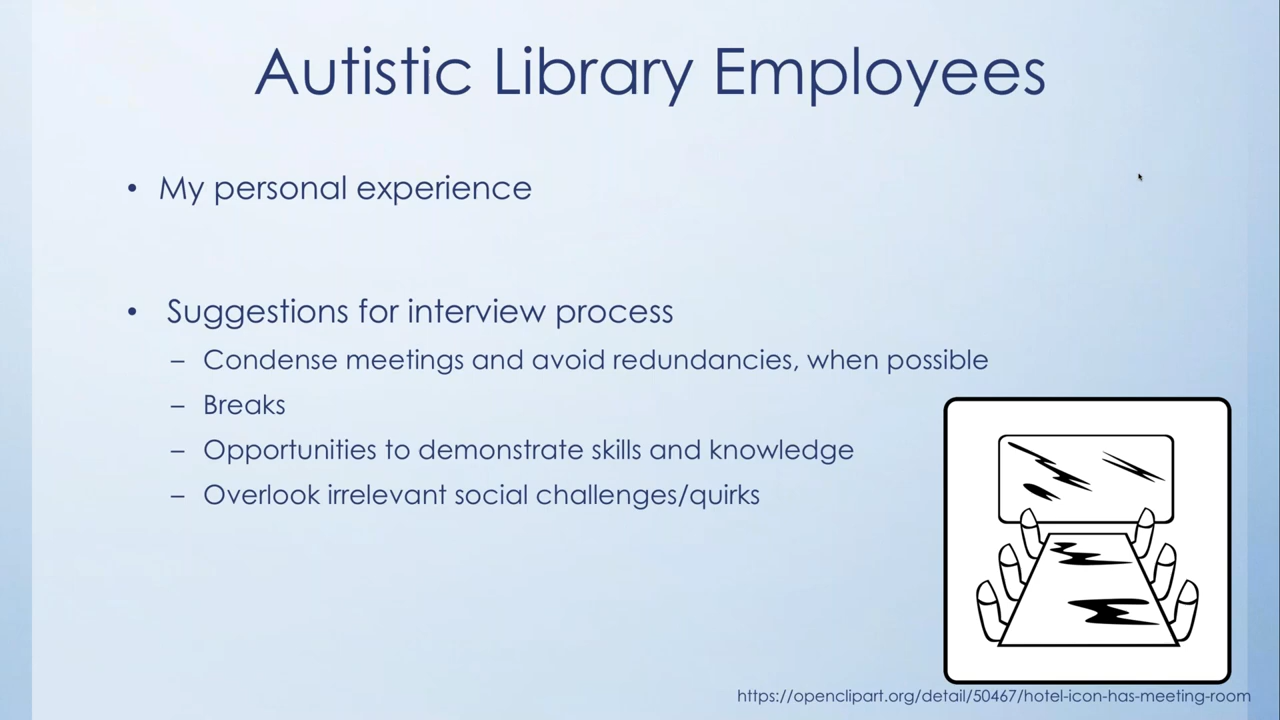 Autistic Library Employees
• My personal experience
• Suggestions for interview process
– Condense meetings and avoid redundancies, when possible
– Breaks
– Opportunities to demonstrate skills and knowledge
– Overlook irrelevant social challenges/quirks
https://openclipart.org/detail/50467/hotel-icon-has-meeting-room